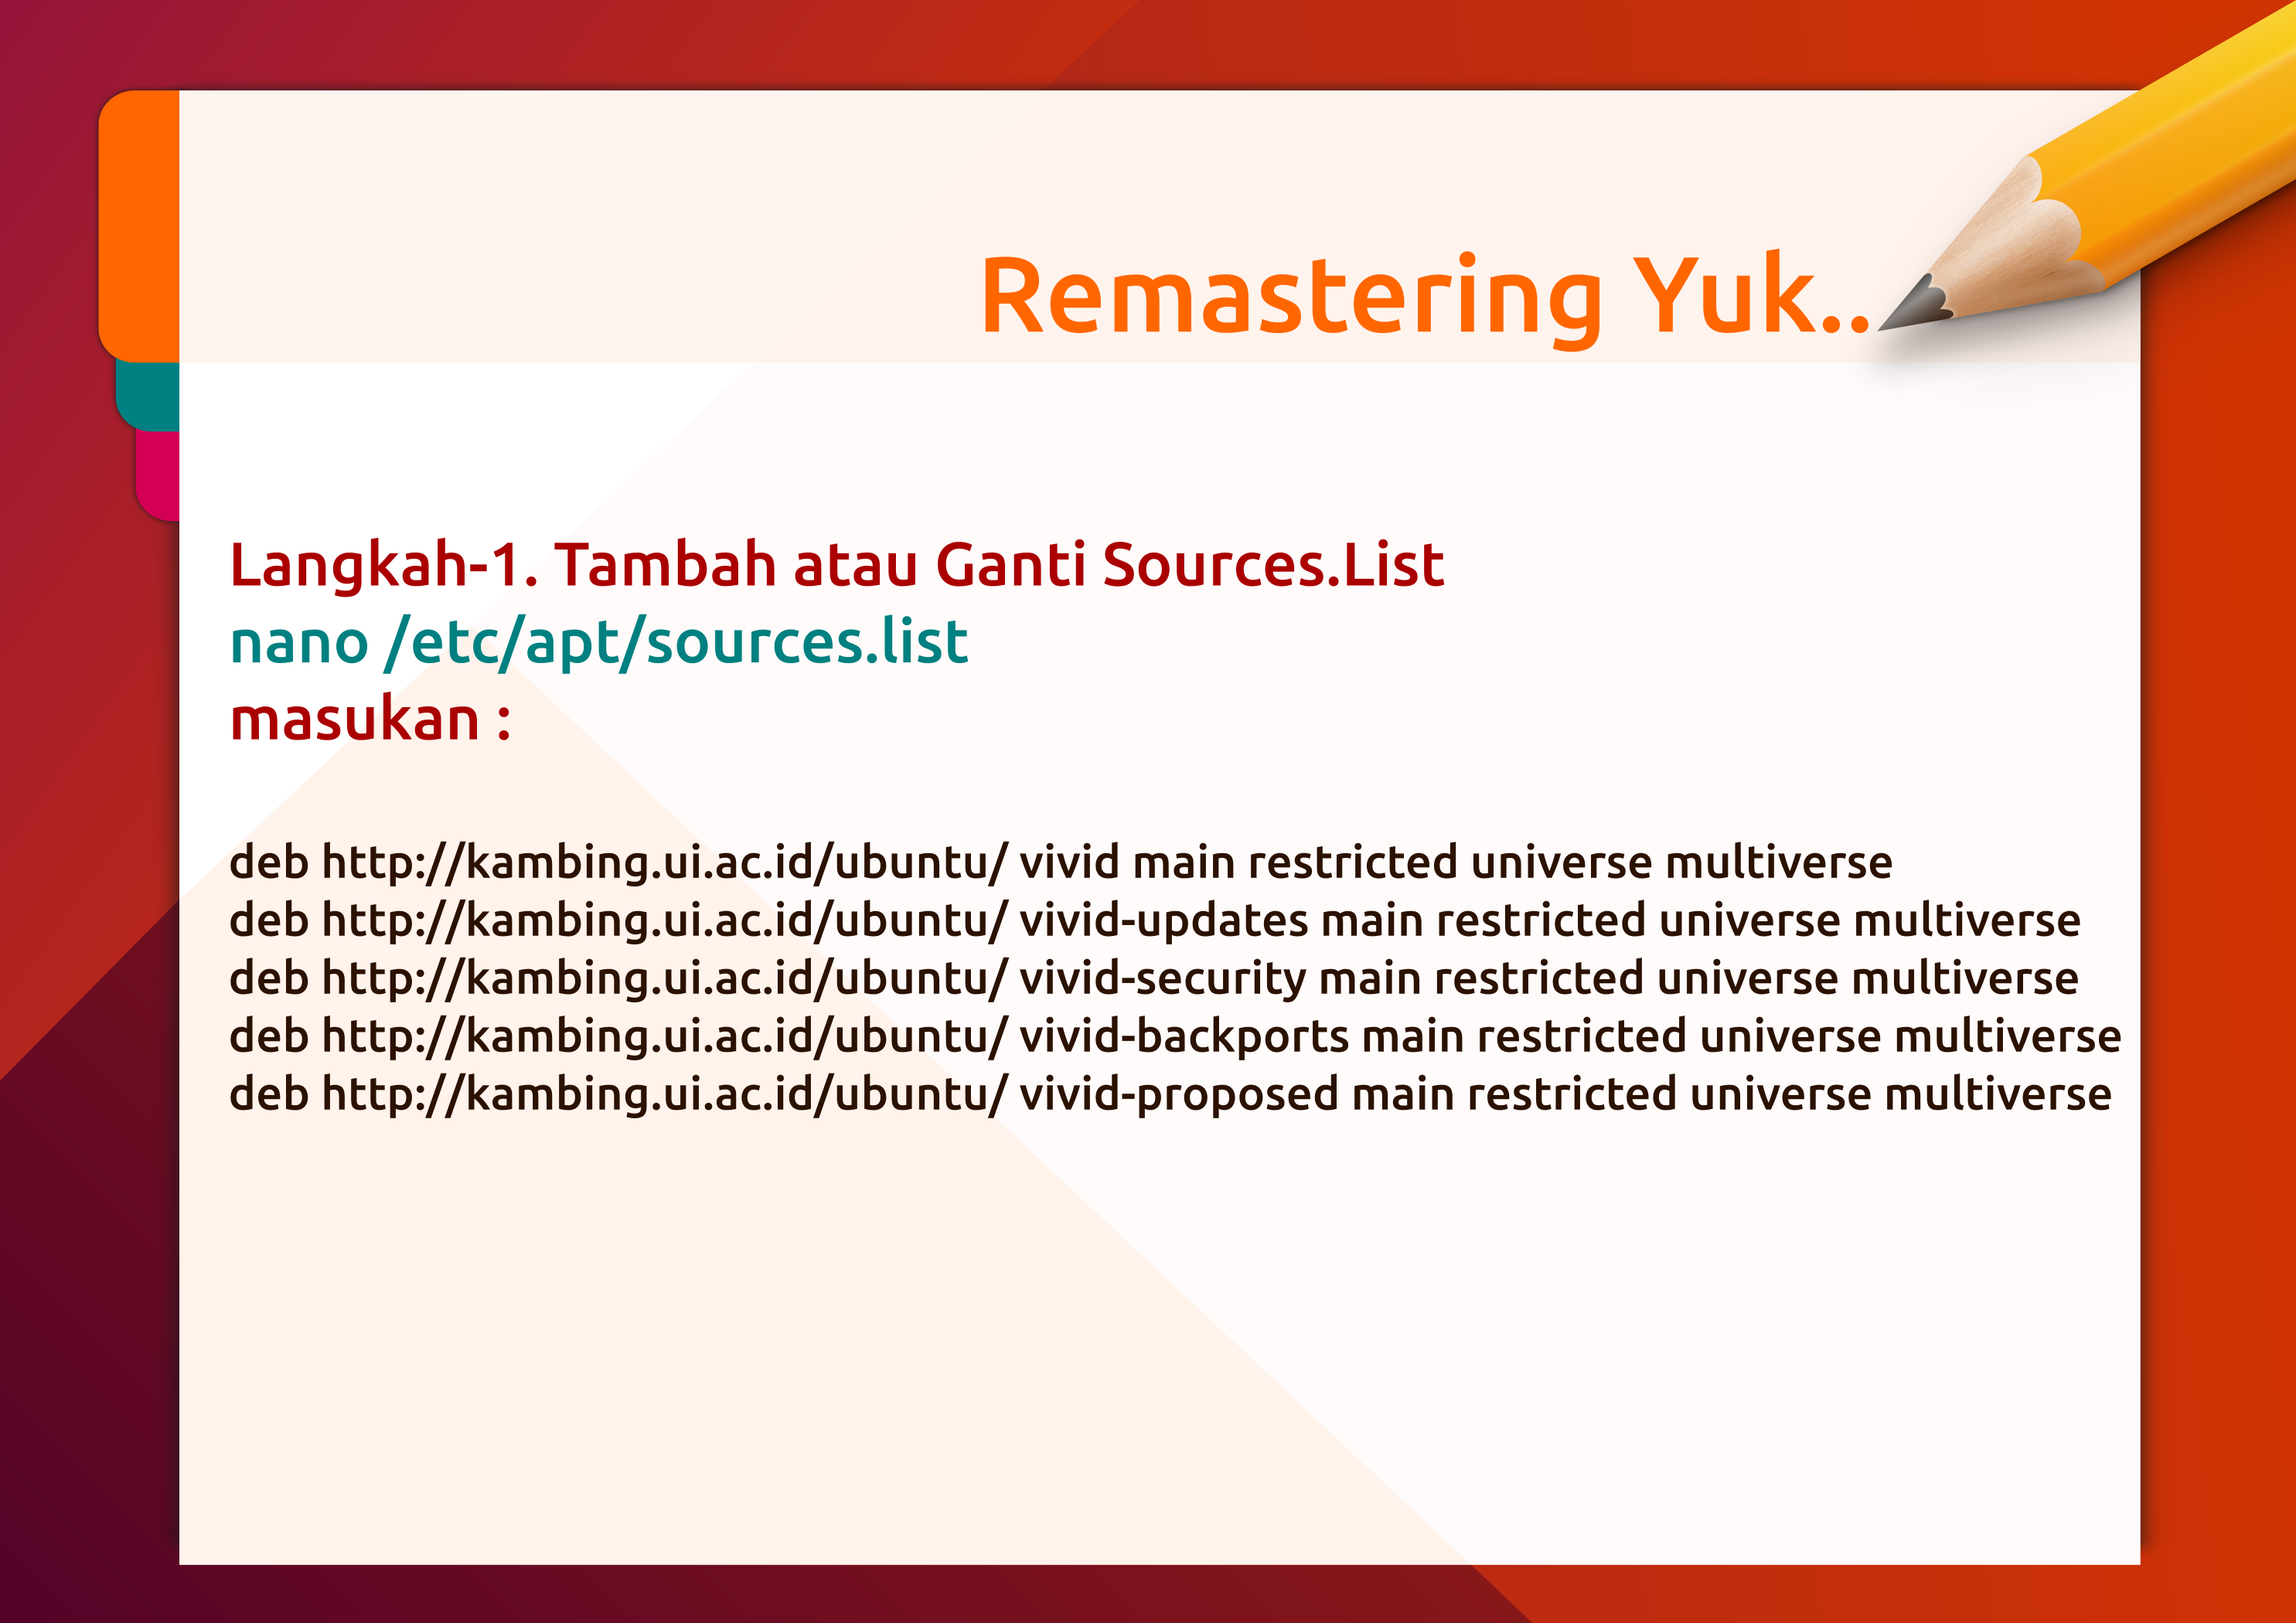 Remastering Yuk..
Langkah-1. Tambah atau Ganti Sources.List
nano /etc/apt/sources.list
masukan :
deb http://kambing.ui.ac.id/ubuntu/ vivid main restricted universe multiverse
deb http://kambing.ui.ac.id/ubuntu/ vivid-updates main restricted universe multiverse
deb http://kambing.ui.ac.id/ubuntu/ vivid-security main restricted universe multiverse
deb http://kambing.ui.ac.id/ubuntu/ vivid-backports main restricted universe multiverse
deb http://kambing.ui.ac.id/ubuntu/ vivid-proposed main restricted universe multiverse